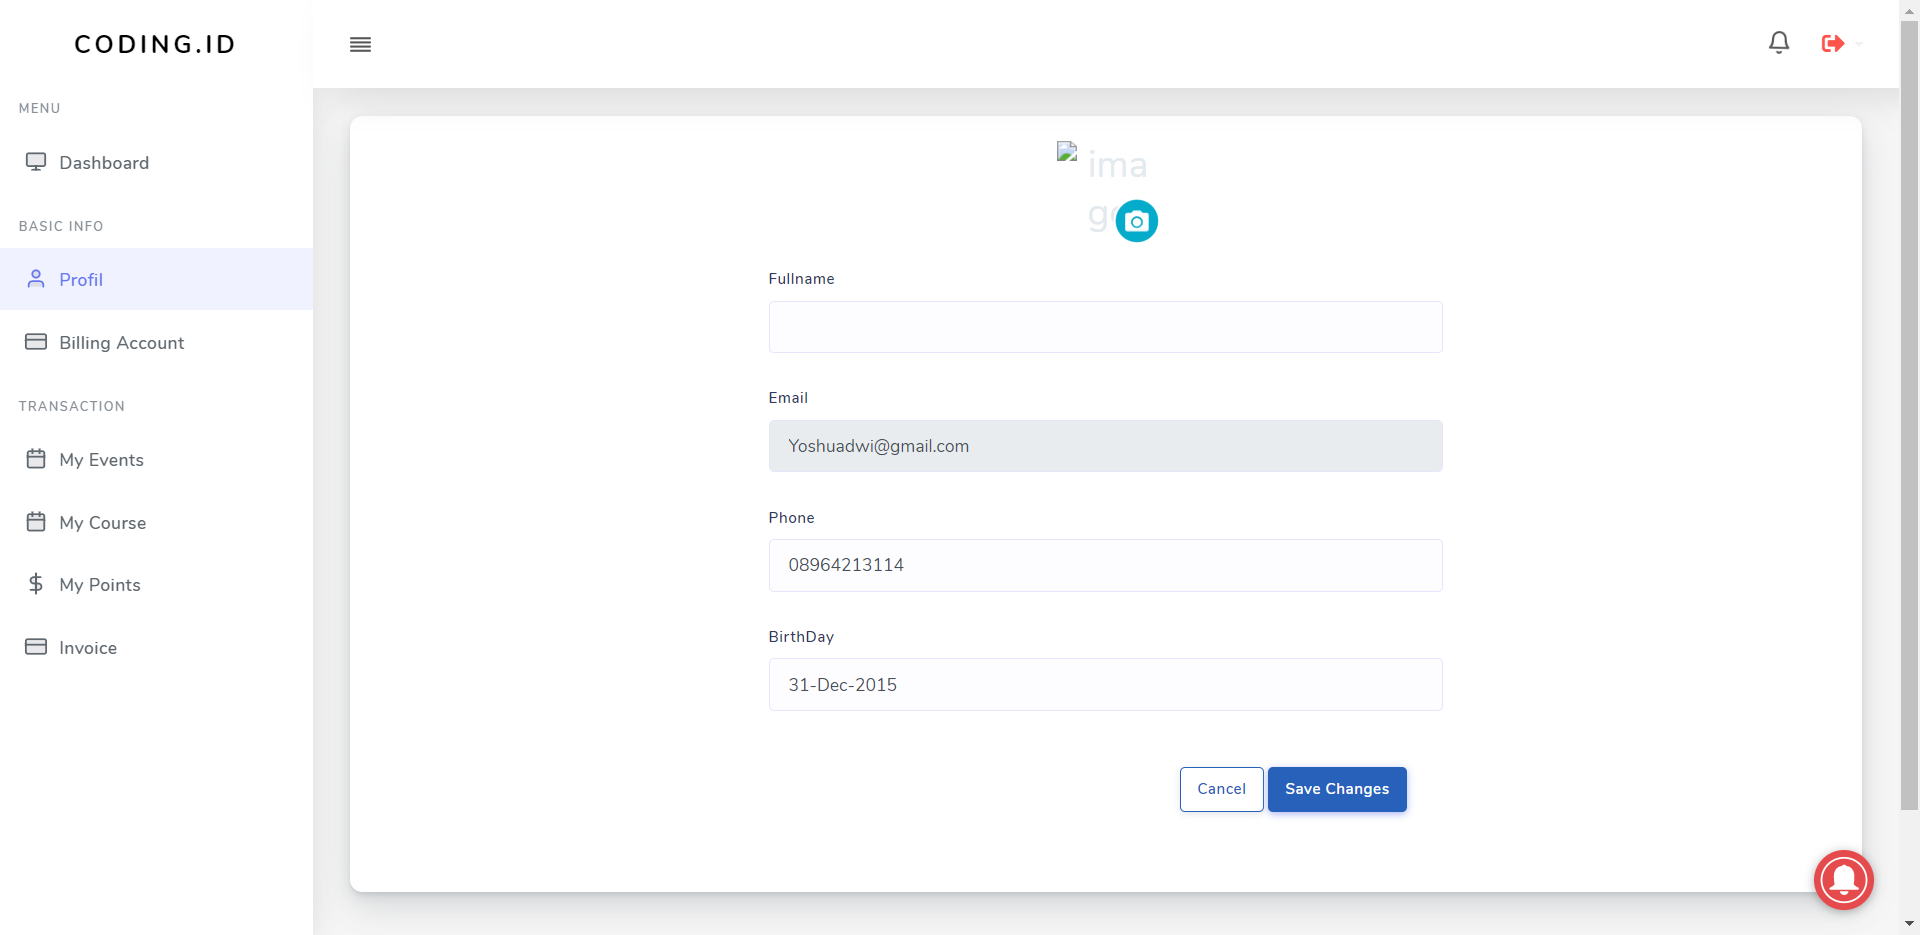 CODING.ID
MENU
Dashboard
BASIC INFO
Profil
Billing Account
TRANSACTION
My Events
My Course
My Points
Invoice
ima
ge
Fullname
Email
Yoshuadwi@gmail.com
Phone
08964213114
BirthDay
31-Dec-2015
Cancel
Save Changes